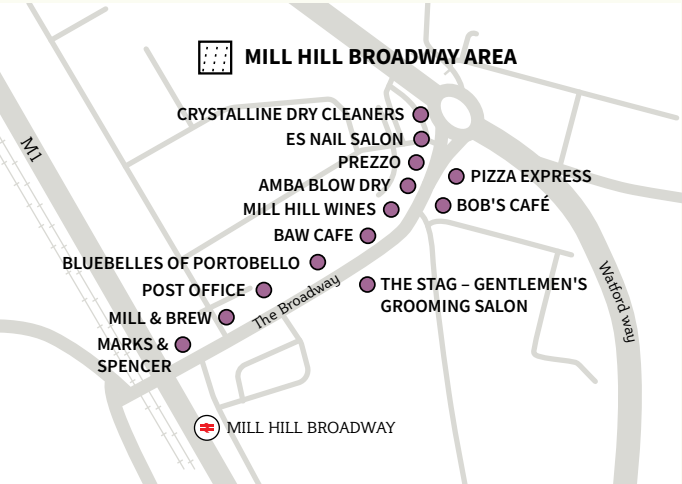 MILL HILL BROADWAY AREA
CRYSTALLINE DRY CLEANERS
ES NAIL SALON
M1
PREZZO
PIZZA EXPRESS
AMBA BLOW DRY
MILL HILL WINES
BOB'S CAFÉ
BAW CAFE
BLUEBELLES OF PORTOBELLO
POST OFFICE
THE STAG – GENTLEMEN'S
GROOMING SALON
The Broadway
Watford way
MILL & BREW
MARKS &
SPENCER
MILL HILL BROADWAY